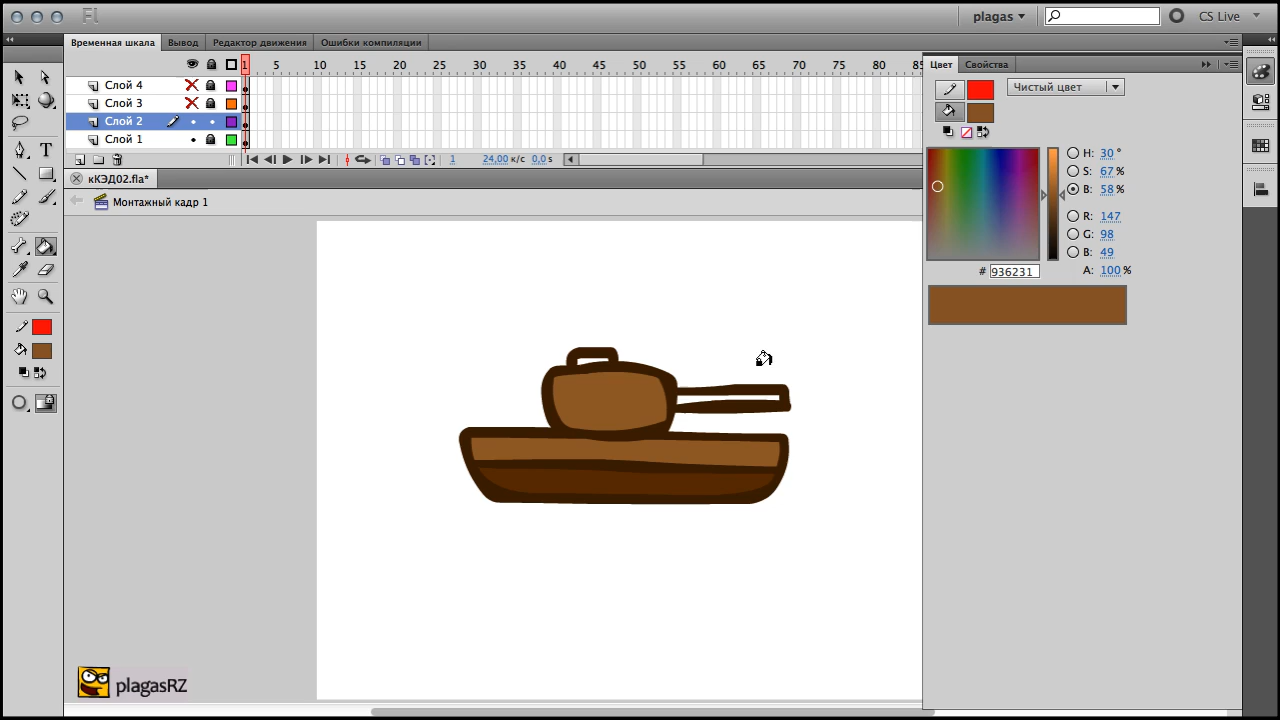 Fl plagas CS Live
Временная шкала Вывод Редактор движения Ошибки компиляции
1 5 10 15 20 25 30 35 40 45 50 55 60 65 70 75 80 85
Слой 4
Слой 3
Слой 2
Слой 1
1 24,00 к/с 0,0 s
кКЭД02.fla*
Монтажный кадр 1
Цвет Свойства
Чистый цвет
H: 30 °
S: 67 %
B: 58 %
R: 147
G: 98
B: 49
# 936231 A: 100 %
T
plagasRZ